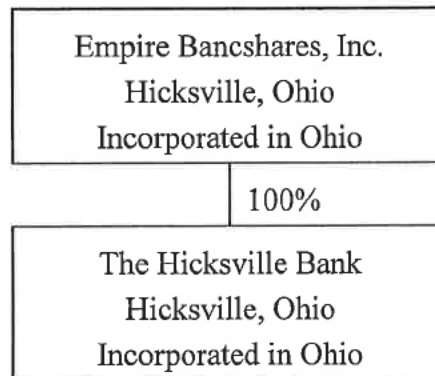 Empire Bancshares, Inc.
Hicksville, Ohio
Incorporated in Ohio
100%
The Hicksville Bank
Hicksville, Ohio
Incorporated in Ohio